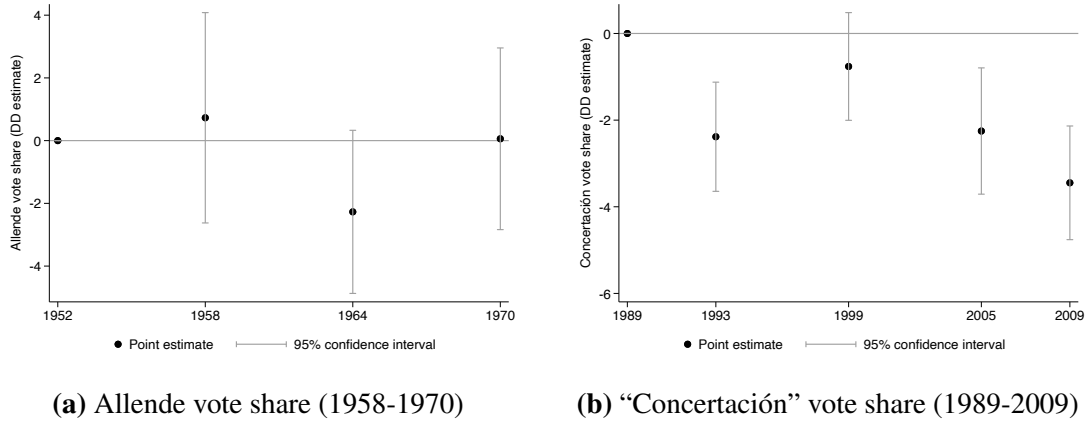 Allende vote share (DD estimate)
4
2
0
-2
-4
1952 1958 1964 1970
Point estimate 95% confidence interval
(a) Allende vote share (1958-1970)
Concertación vote share (DD estimate)
0
-2
-4
-6
1989 1993 1999 2005 2009
Point estimate 95% confidence interval
(b) “Concertación” vote share (1989-2009)